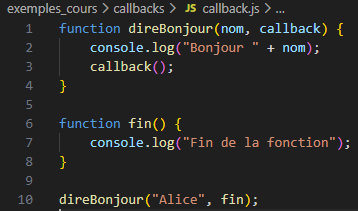 exemples_cours > callbacks > JS callback.js > ...
1 function direBonjour(nom, callback) {
2     console.log("Bonjour " + nom);
3     callback();
4 }
5
6 function fin() {
7     console.log("Fin de la fonction");
8 }
9
10 direBonjour("Alice", fin);